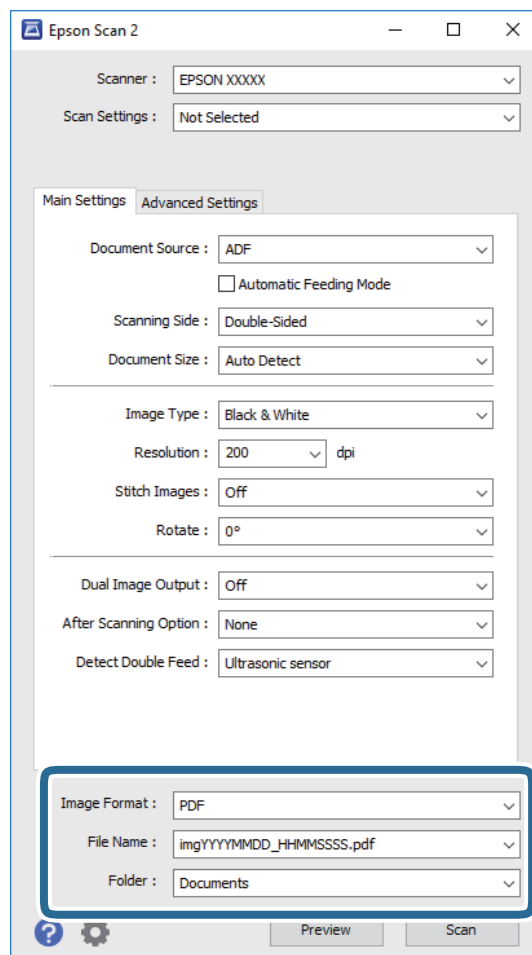 Epson Scan 2
Scanner : EPSON XXXXX
Scan Settings : Not Selected
Main Settings Advanced Settings
Document Source : ADF
Automatic Feeding Mode
Scanning Side : Double-Sided
Document Size : Auto Detect
Image Type : Black & White
Resolution : 200 dpi
Stitch Images : Off
Rotate : 0°
Dual Image Output : Off
After Scanning Option : None
Detect Double Feed : Ultrasonic sensor
Image Format : PDF
File Name : imgYYYYMMDD_HHMMSSSS.pdf
Folder : Documents
? Preview Scan